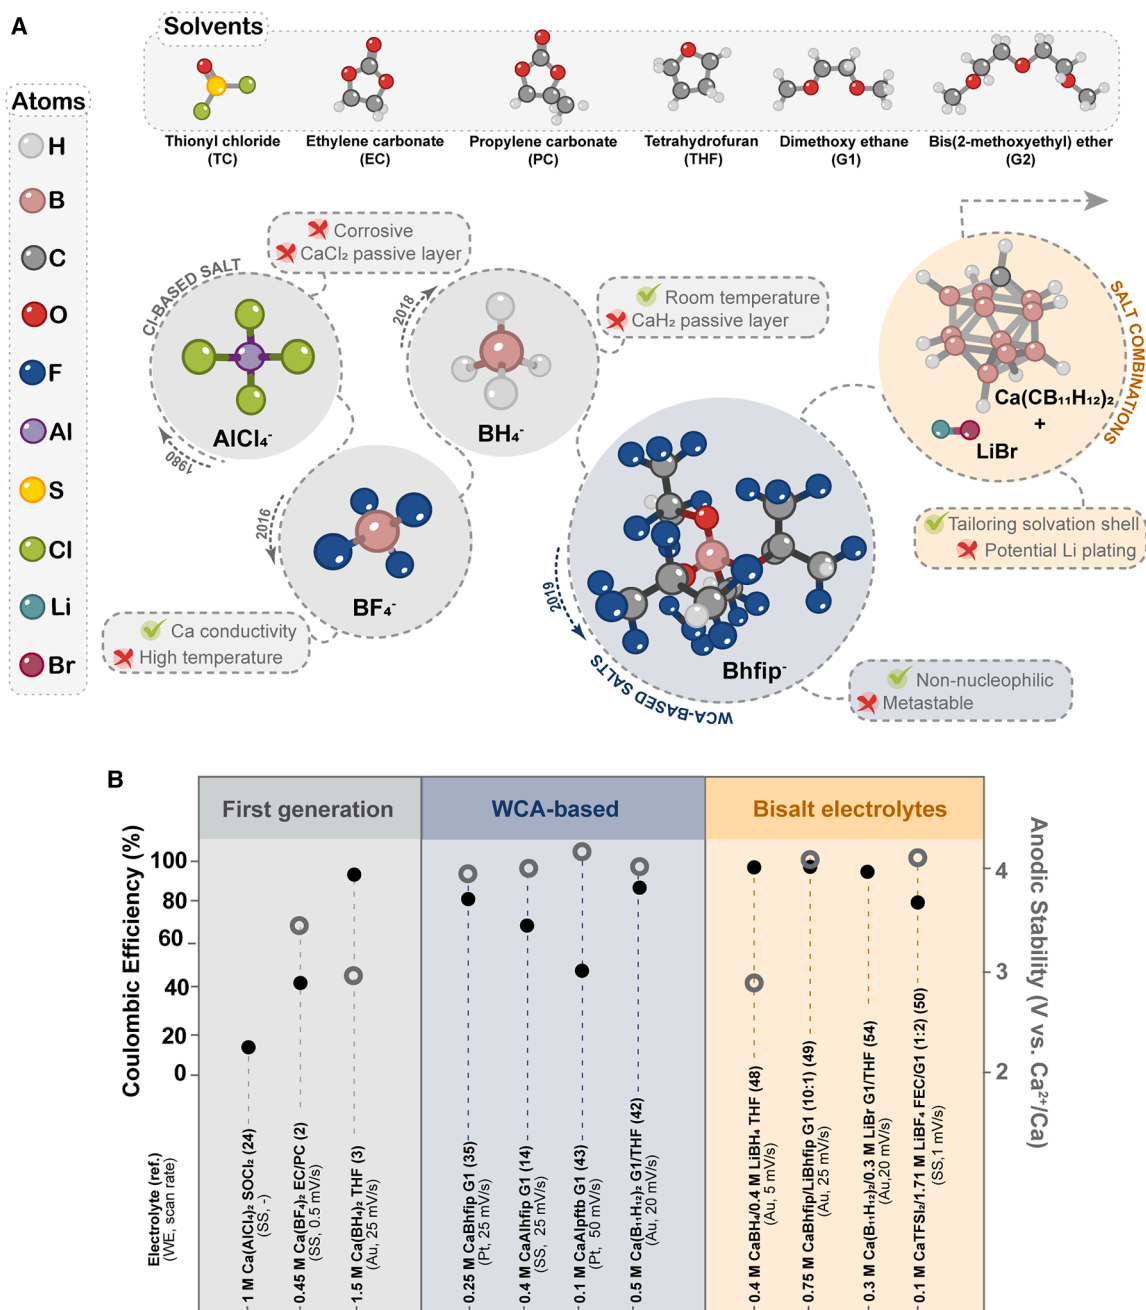 A
Solvents
Thionyl chloride
(TC)
Ethylene carbonate
(EC)
Propylene carbonate
(PC)
Tetrahydrofuran
(THF)
Dimethoxy ethane
(G1)
Bis(2-methoxyethyl) ether
(G2)
Atoms
H
B
C
O
F
Al
S
Cl
Li
Br
Corrosive
CaCl₂ passive layer
Cl-BASED SALT
AlCl₄⁻
1980
2018
BH₄⁻
Room temperature
CaH₂ passive layer
2016
BF₄⁻
Ca conductivity
High temperature
2019
WCA-BASED SALTS
Bhfip⁻
Non-nucleophilic
Metastable
SALT COMBINATIONS
Ca(CB₁₁H₁₂)₂
+
LiBr
Tailoring solvation shell
Potential Li plating
B
First generation
WCA-based
Bisalt electrolytes
Coulombic Efficiency (%)
100
80
60
40
20
0
Anodic Stability (V vs. Ca²⁺/Ca)
4
3
2
Electrolyte (ref.)
(WE, scan rate)
1 M Ca(AlCl₄)₂ SOCl₂ (24)
(SS, -)
0.45 M Ca(BF₄)₂ EC/PC (2)
(SS, 0.5 mV/s)
1.5 M Ca(BH₄)₂ THF (3)
(Au, 25 mV/s)
0.25 M CaBhfip G1 (35)
(Pt, 25 mV/s)
0.4 M CaAlhfip G1 (14)
(SS, 25 mV/s)
0.1 M CaAlpftb G1 (43)
(Pt, 50 mV/s)
0.5 M Ca(B₁₁H₁₂)₂ G1/THF (42)
(Au, 20 mV/s)
0.4 M CaBH₄/0.4 M LiBH₄ THF (48)
(Au, 5 mV/s)
0.75 M CaBhfip/LiBhfip G1 (10:1) (49)
(Au, 25 mV/s)
0.3 M Ca(B₁₁H₁₂)₂/0.3 M LiBr G1/THF (54)
(Au,20 mV/s)
0.1 M CaTFSI₂/1.71 M LiBF₄ FEC/G1 (1:2) (50)
(SS,1 mV/s)